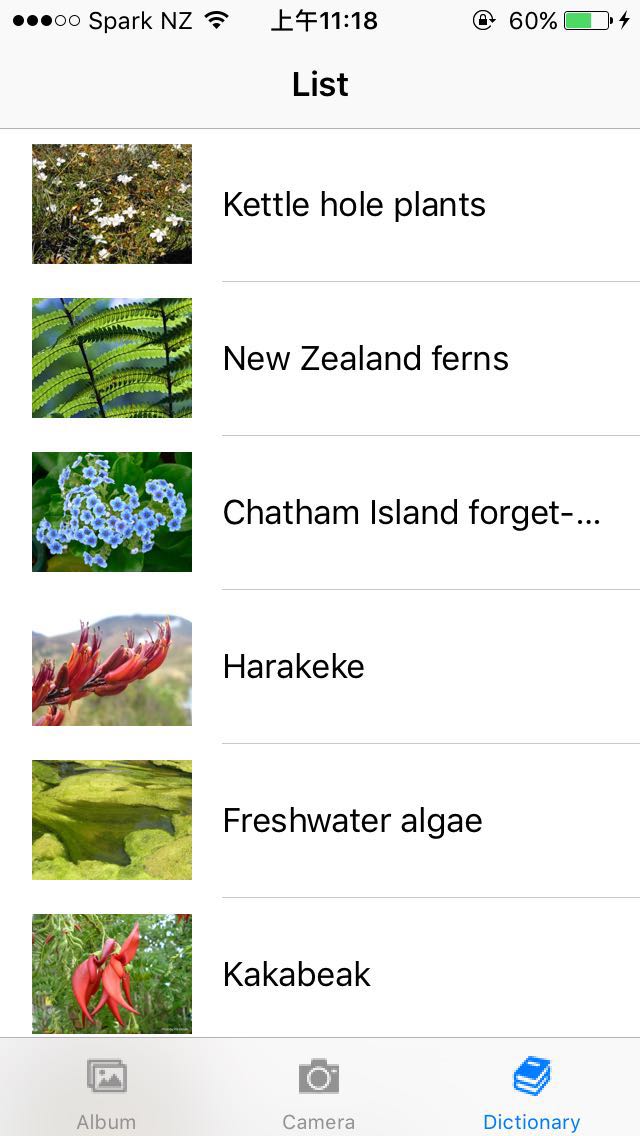 Spark NZ 上午11:18 60%
List
Kettle hole plants
New Zealand ferns
Chatham Island forget-...
Harakeke
Freshwater algae
Kakabeak
Album Camera Dictionary